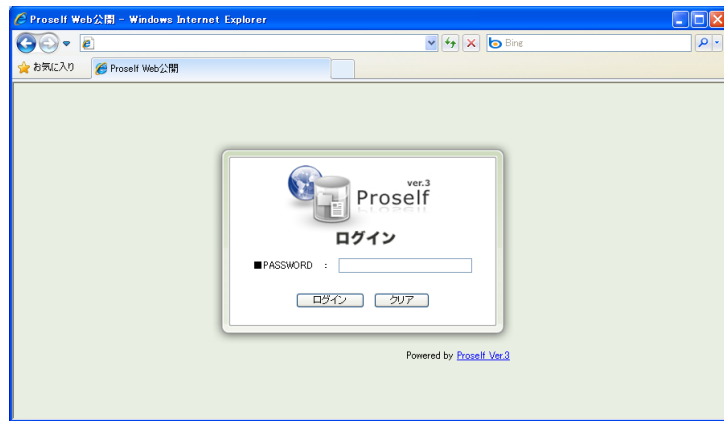 Proself Web公開 - Windows Internet Explorer
Bing
お気に入り
Proself Web公開
ver.3
Proself
ログイン
■PASSWORD :
ログイン クリア
Powered by Proself Ver.3